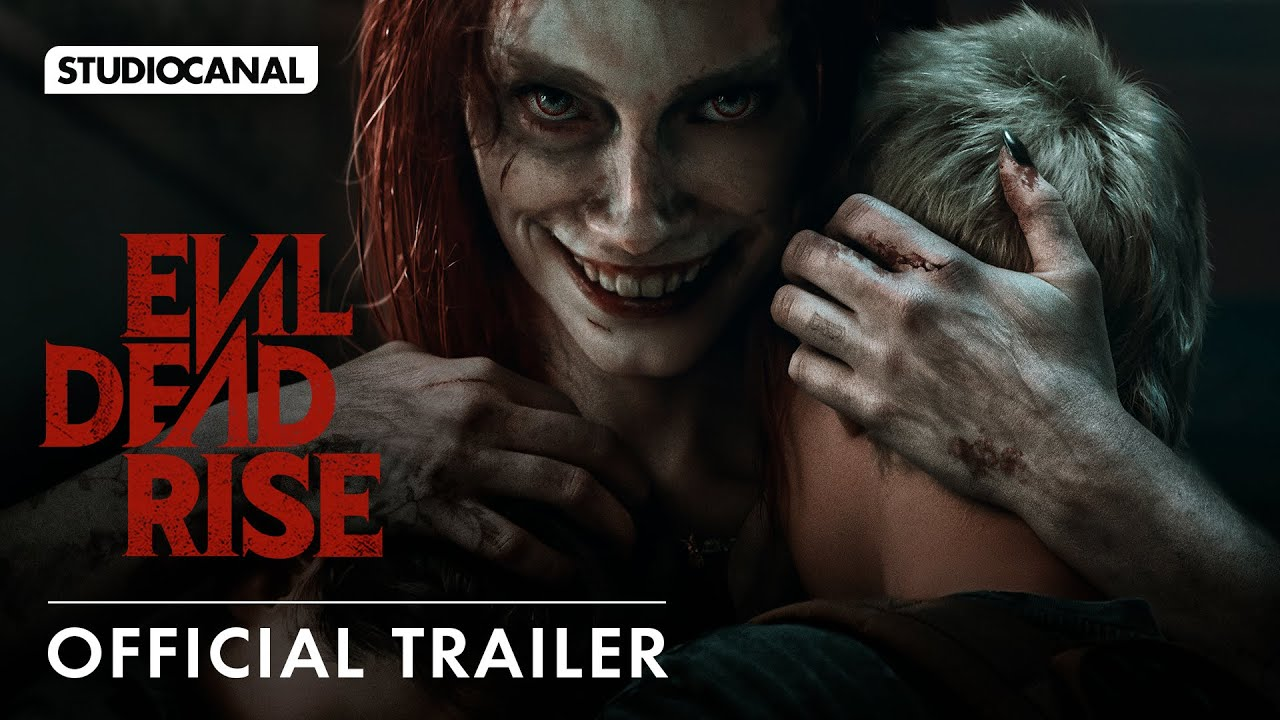 STUDIOCANAL
EVIL
DEAD
RISE
OFFICIAL TRAILER